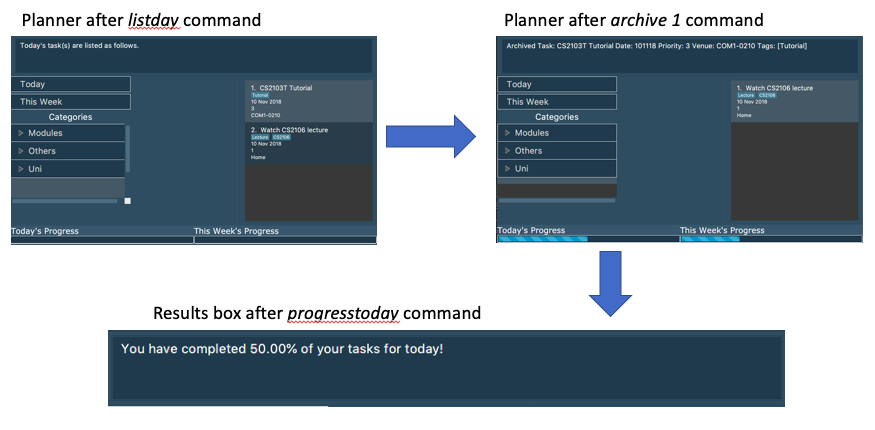 Planner after listday command
Today's task(s) are listed as follows.
Today
This Week
Categories
Modules
Others
Uni
1. CS2103T Tutorial
Tutorial
10 Nov 2018
3
COM1-0210
2. Watch CS2106 lecture
Lecture CS2106
10 Nov 2018
1
Home
Today's Progress
This Week's Progress
Planner after archive 1 command
Archived Task: CS2103T Tutorial Date: 101118 Priority: 3 Venue: COM1-0210 Tags: [Tutorial]
Today
This Week
Categories
Modules
Others
Uni
1. Watch CS2106 lecture
Lecture CS2106
10 Nov 2018
1
Home
Today's Progress
This Week's Progress
Results box after progresstoday command
You have completed 50.00% of your tasks for today!